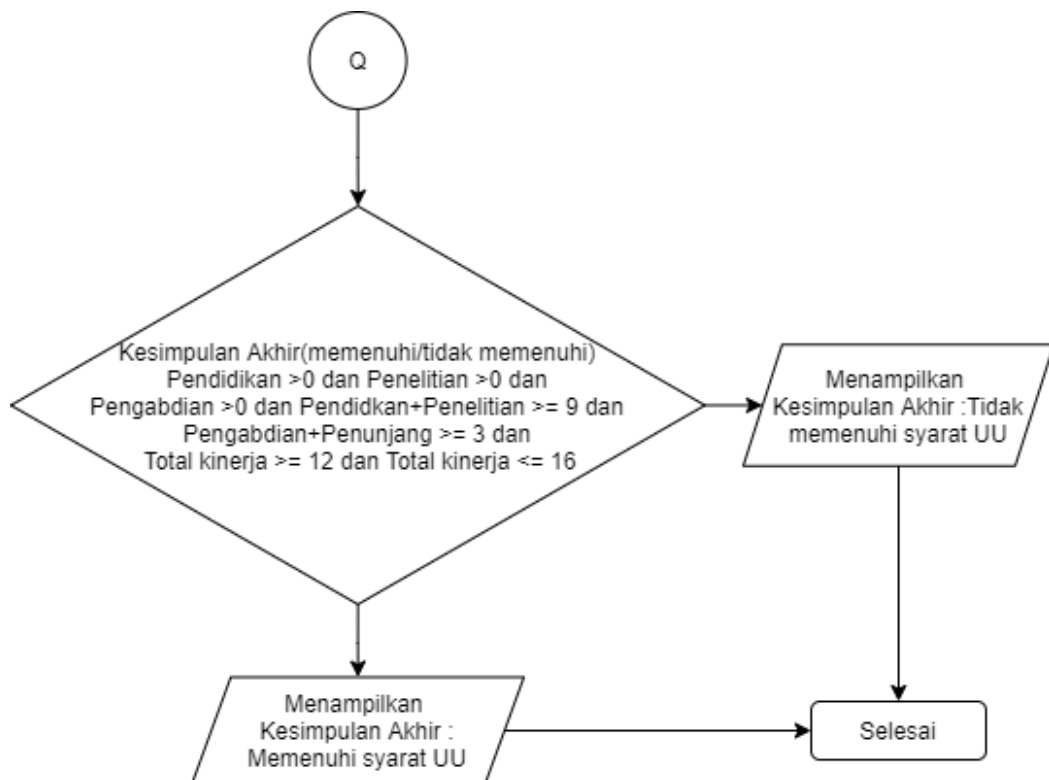 Q
Kesimpulan Akhir(memenuhi/tidak memenuhi)
Pendidikan >0 dan Penelitian >0 dan
Pengabdian >0 dan Pendidkan+Penelitian >= 9 dan
Pengabdian+Penunjang >= 3 dan
Total kinerja >= 12 dan Total kinerja <= 16
Menampilkan
Kesimpulan Akhir :Tidak
memenuhi syarat UU
Menampilkan
Kesimpulan Akhir :
Memenuhi syarat UU
Selesai